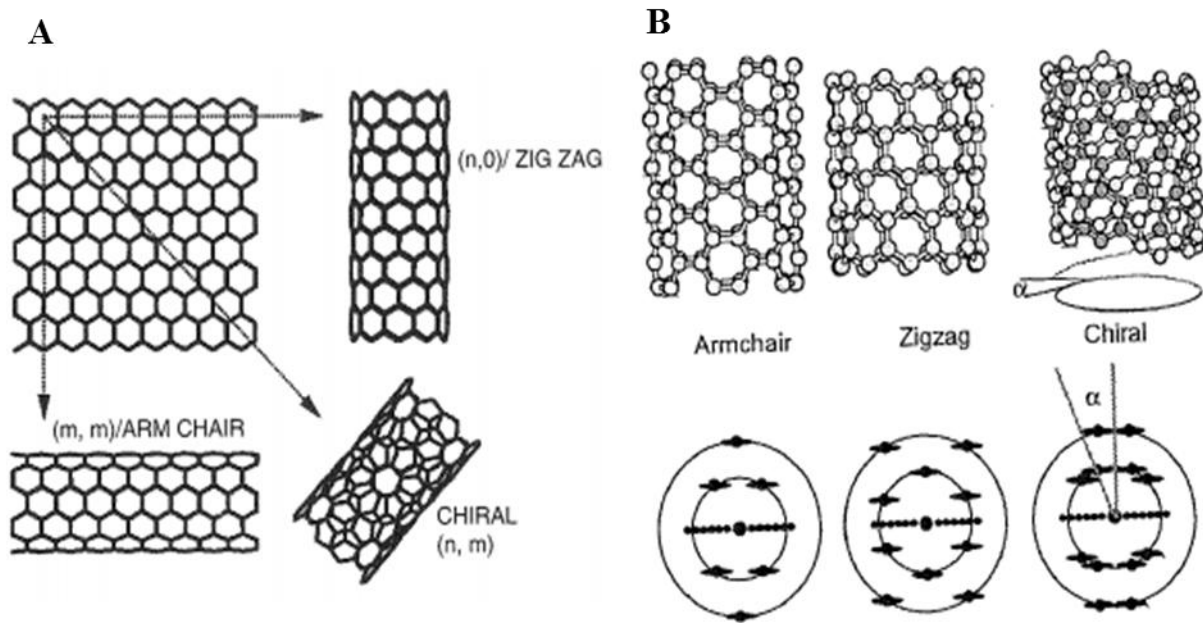 A
(n,0)/ ZIG ZAG
(m, m)/ARM CHAIR
CHIRAL
(n, m)
B
α
Armchair
Zigzag
Chiral
α